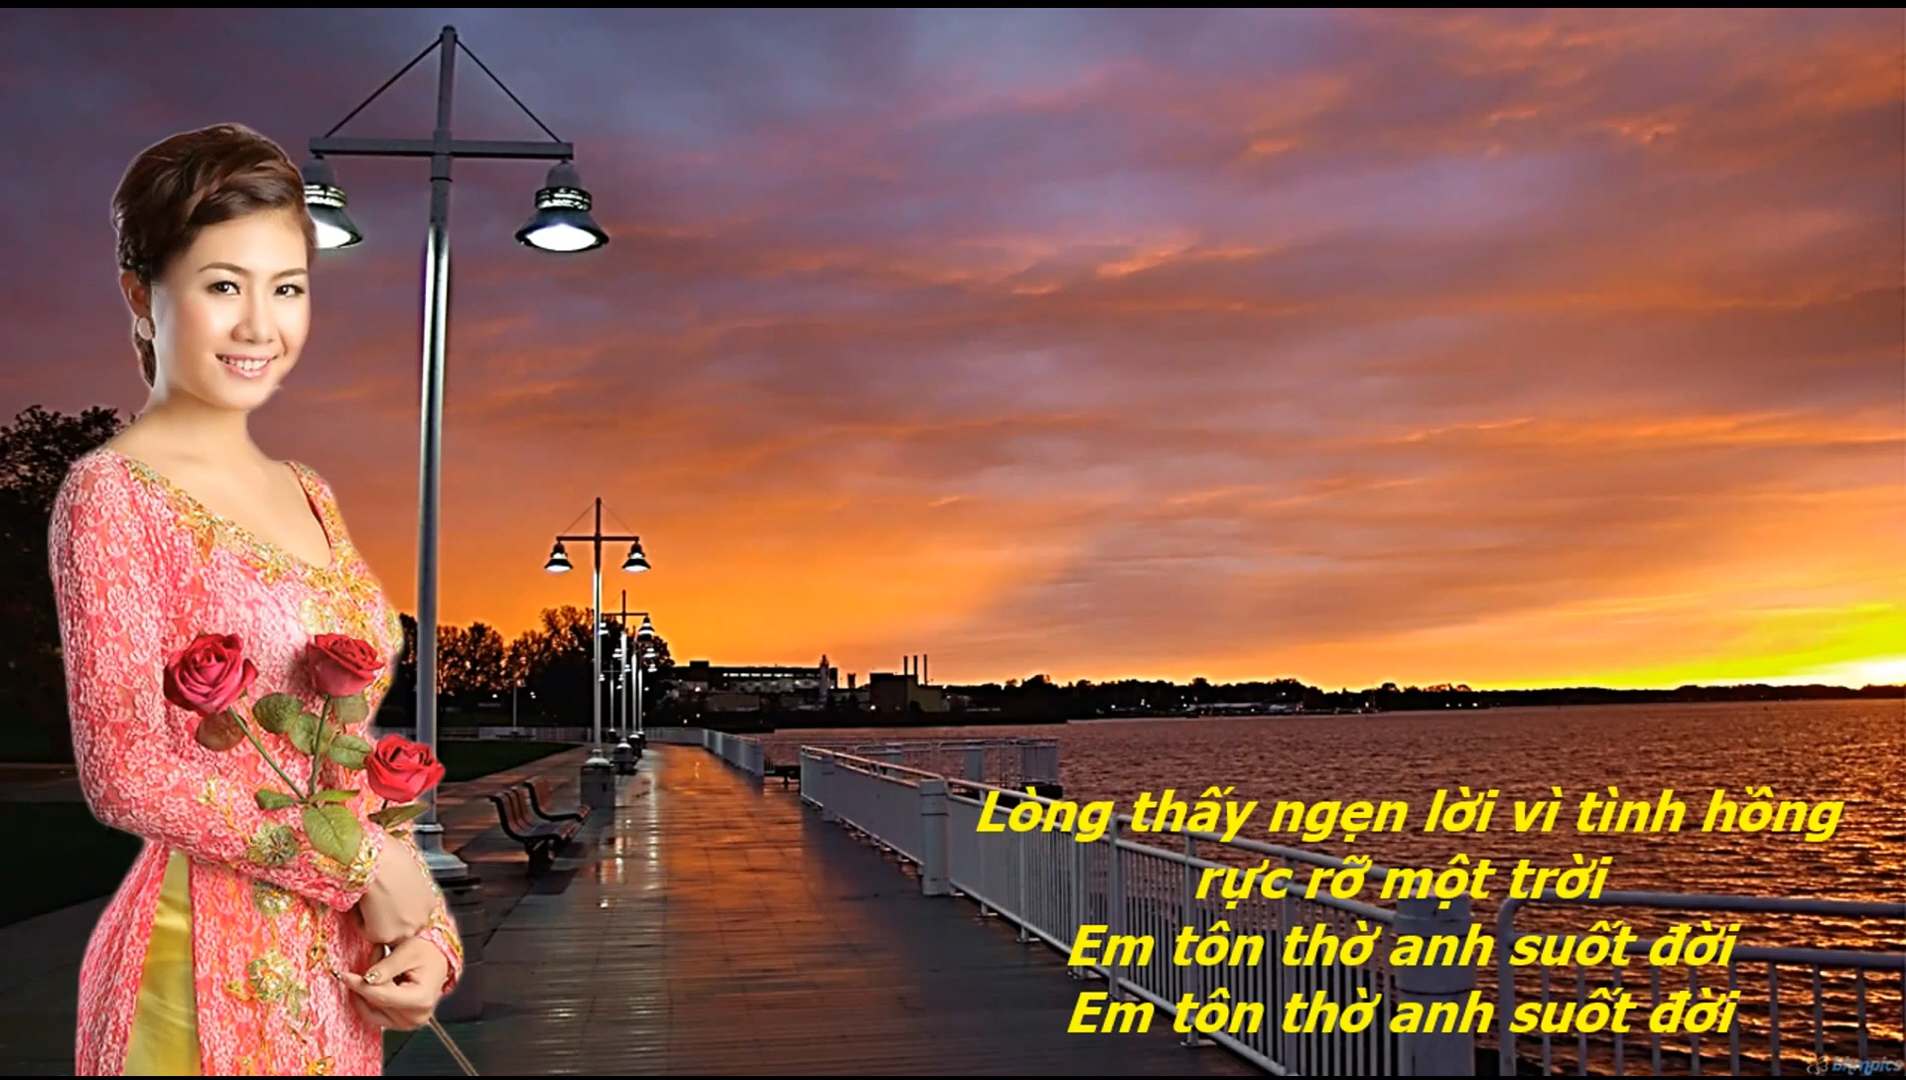 Lòng thấy ngẹn lời vì tình hồng
rực rỡ một trời
Em tôn thờ anh suốt đời
Em tôn thờ anh suốt đời